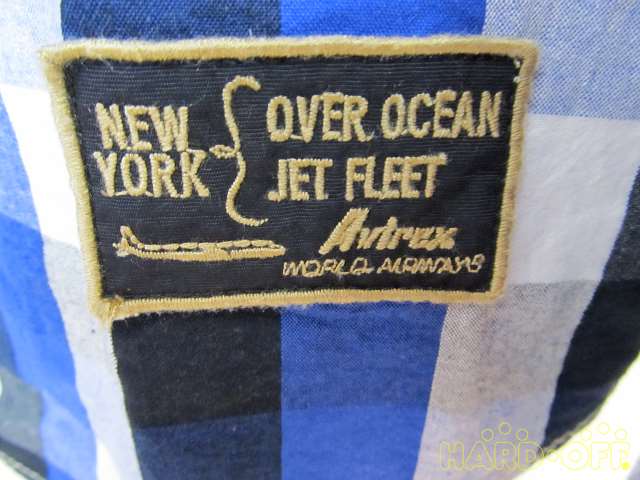 NEW
YORK
OVER OCEAN
JET FLEET
Avirex
WORLD AIRWAYS
HARD-OFF